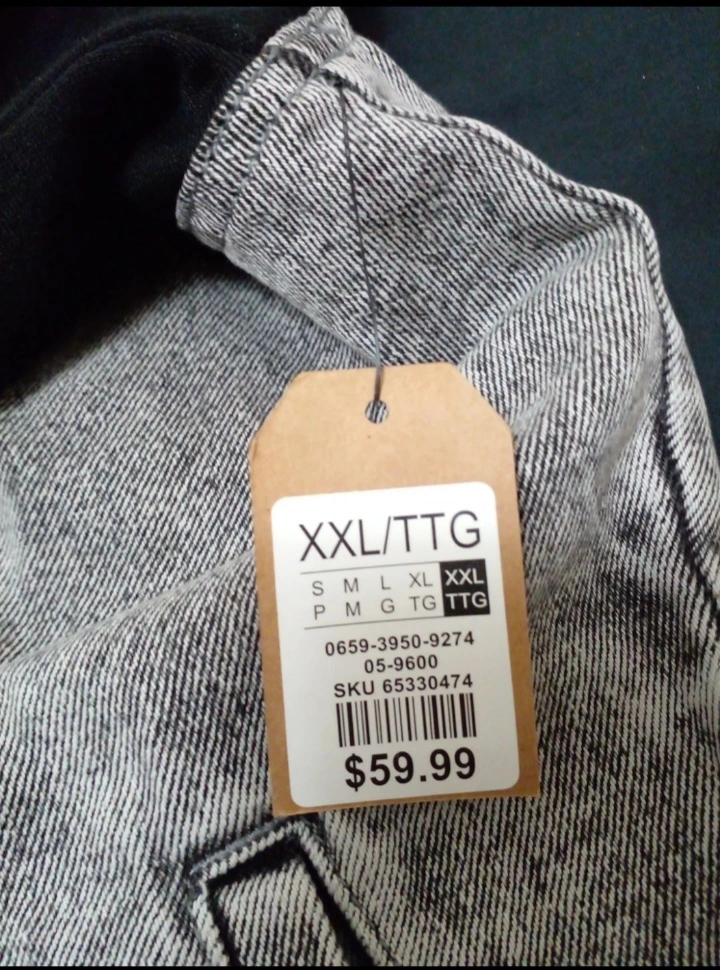 XXL/TTG
S M L XL XXL
P M G TG TTG
0659-3950-9274
05-9600
SKU 65330474
$59.99